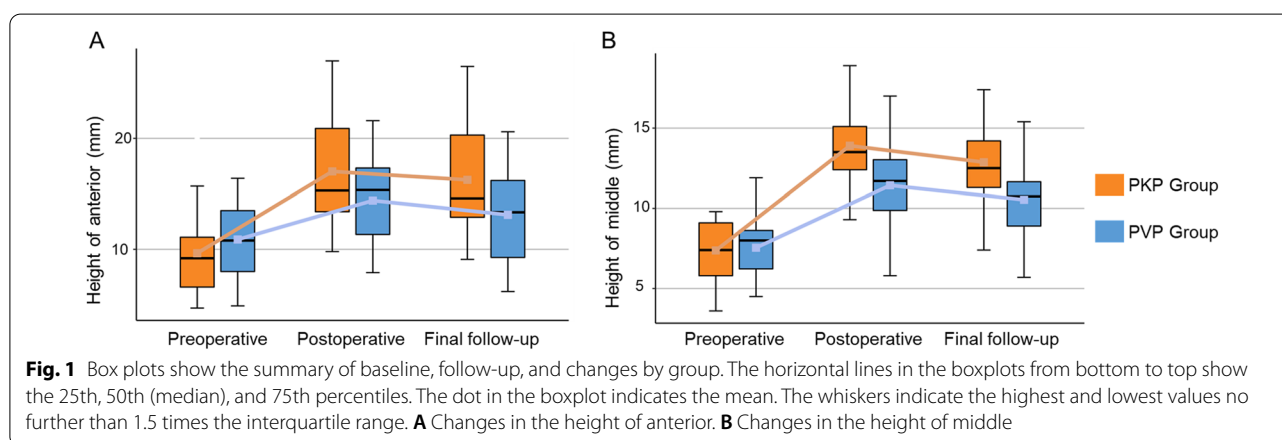 A
B
Height of anterior (mm)
20
10
Preoperative Postoperative Final follow-up
Height of middle (mm)
15
10
5
Preoperative Postoperative Final follow-up
PKP Group
PVP Group
Fig. 1 Box plots show the summary of baseline, follow-up, and changes by group. The horizontal lines in the boxplots from bottom to top show
the 25th, 50th (median), and 75th percentiles. The dot in the boxplot indicates the mean. The whiskers indicate the highest and lowest values no
further than 1.5 times the interquartile range. A Changes in the height of anterior. B Changes in the height of middle